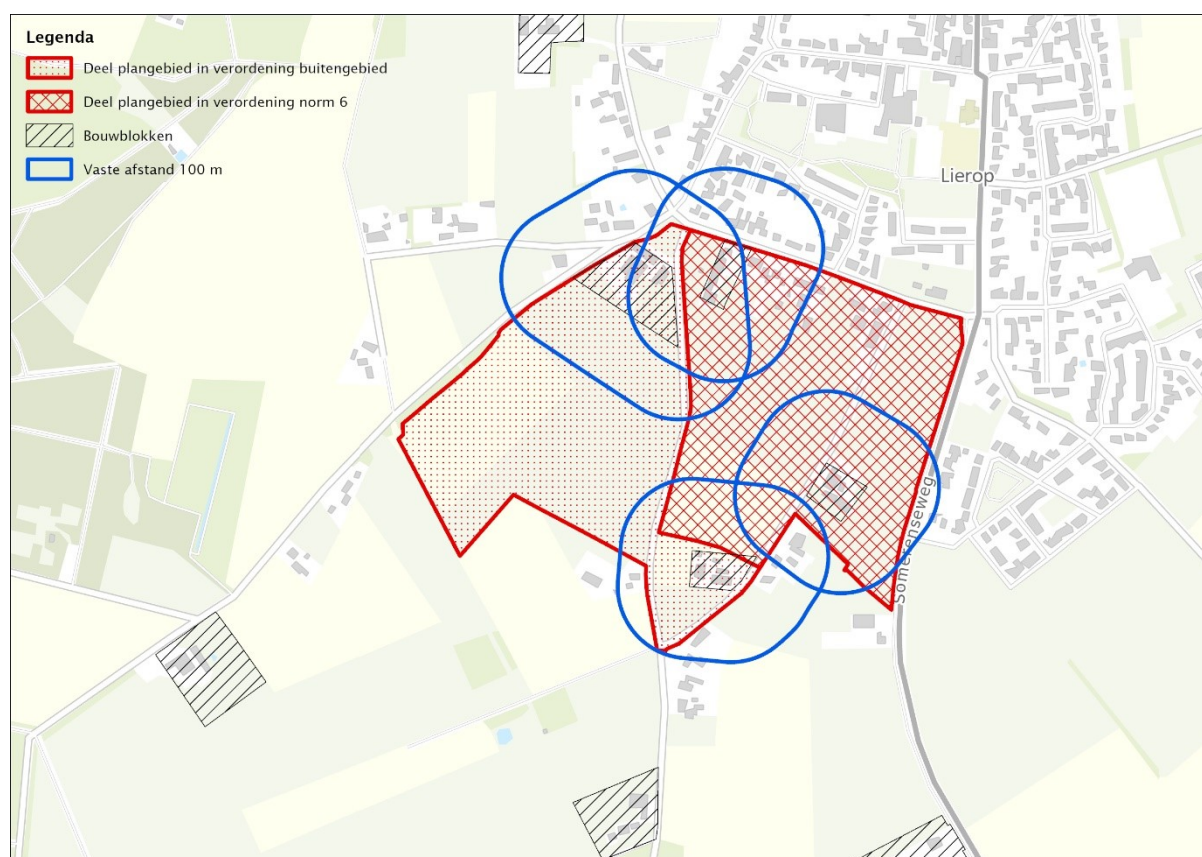 Legenda
Deel plangebied in verordening buitengebied
Deel plangebied in verordening norm 6
Bouwblokken
Vaste afstand 100 m
Lierop
Somerenseweg